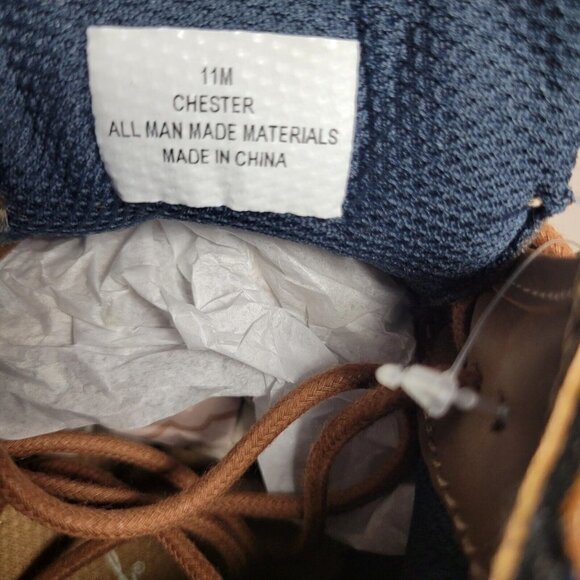 11M
CHESTER
ALL MAN MADE MATERIALS
MADE IN CHINA